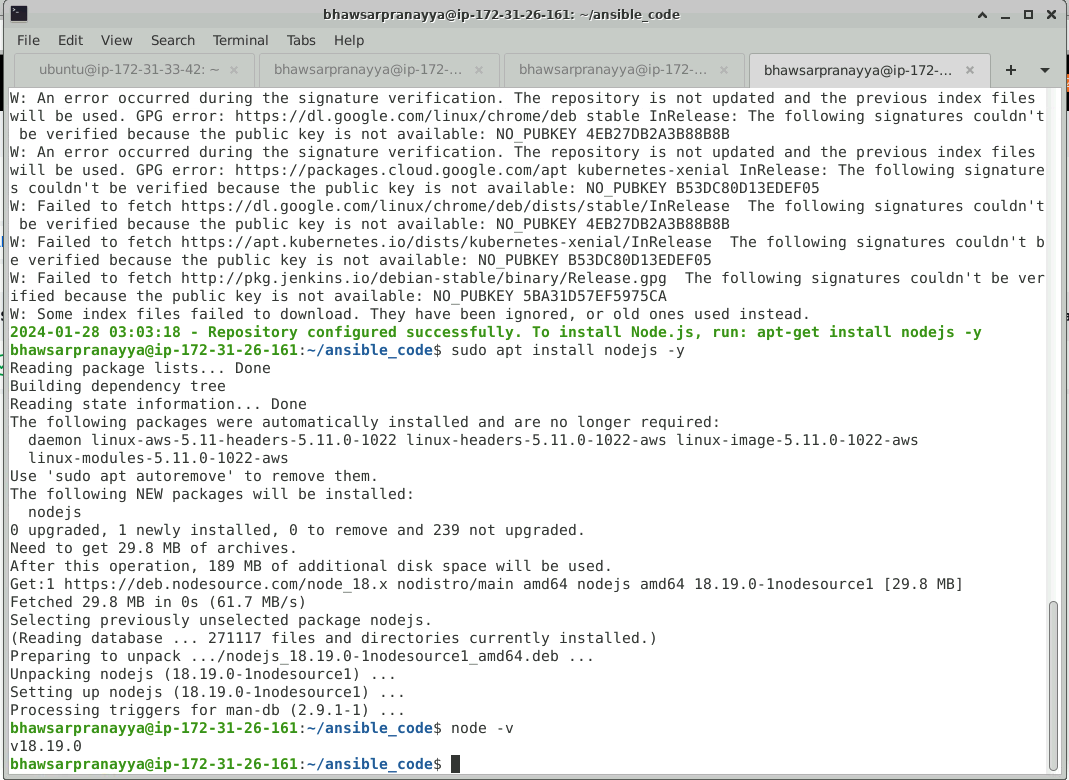 bhawsarpranayya@ip-172-31-26-161: ~/ansible_code
File Edit View Search Terminal Tabs Help
ubuntu@ip-172-31-33-42: ~ × bhawsarpranayya@ip-172-... × bhawsarpranayya@ip-172-... × bhawsarpranayya@ip-172-... ×
W: An error occurred during the signature verification. The repository is not updated and the previous index files
will be used. GPG error: https://dl.google.com/linux/chrome/deb stable InRelease: The following signatures couldn't
 be verified because the public key is not available: NO_PUBKEY 4EB27DB2A3B88B8B
W: An error occurred during the signature verification. The repository is not updated and the previous index files
will be used. GPG error: https://packages.cloud.google.com/apt kubernetes-xenial InRelease: The following signature
s couldn't be verified because the public key is not available: NO_PUBKEY B53DC80D13EDEF05
W: Failed to fetch https://dl.google.com/linux/chrome/deb/dists/stable/InRelease  The following signatures couldn't
 be verified because the public key is not available: NO_PUBKEY 4EB27DB2A3B88B8B
W: Failed to fetch https://apt.kubernetes.io/dists/kubernetes-xenial/InRelease  The following signatures couldn't b
e verified because the public key is not available: NO_PUBKEY B53DC80D13EDEF05
W: Failed to fetch http://pkg.jenkins.io/debian-stable/binary/Release.gpg  The following signatures couldn't be ver
ified because the public key is not available: NO_PUBKEY 5BA31D57EF5975CA
W: Some index files failed to download. They have been ignored, or old ones used instead.
2024-01-28 03:03:18 - Repository configured successfully. To install Node.js, run: apt-get install nodejs -y
bhawsarpranayya@ip-172-31-26-161:~/ansible_code$ sudo apt install nodejs -y
Reading package lists... Done
Building dependency tree
Reading state information... Done
The following packages were automatically installed and are no longer required:
  daemon linux-aws-5.11-headers-5.11.0-1022 linux-headers-5.11.0-1022-aws linux-image-5.11.0-1022-aws
  linux-modules-5.11.0-1022-aws
Use 'sudo apt autoremove' to remove them.
The following NEW packages will be installed:
  nodejs
0 upgraded, 1 newly installed, 0 to remove and 239 not upgraded.
Need to get 29.8 MB of archives.
After this operation, 189 MB of additional disk space will be used.
Get:1 https://deb.nodesource.com/node_18.x nodistro/main amd64 nodejs amd64 18.19.0-1nodesource1 [29.8 MB]
Fetched 29.8 MB in 0s (61.7 MB/s)
Selecting previously unselected package nodejs.
(Reading database ... 271117 files and directories currently installed.)
Preparing to unpack .../nodejs_18.19.0-1nodesource1_amd64.deb ...
Unpacking nodejs (18.19.0-1nodesource1) ...
Setting up nodejs (18.19.0-1nodesource1) ...
Processing triggers for man-db (2.9.1-1) ...
bhawsarpranayya@ip-172-31-26-161:~/ansible_code$ node -v
v18.19.0
bhawsarpranayya@ip-172-31-26-161:~/ansible_code$